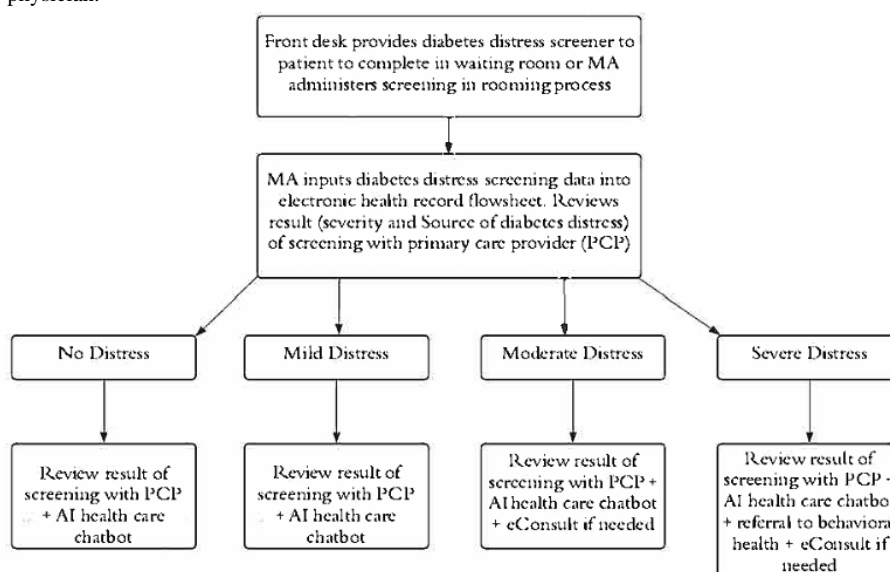 Front desk provides diabetes distress screener to
patient to complete in waiting room or MA
administers screening in rooming process
MA inputs diabetes distress screening data into
electronic health record flowsheet. Reviews
result (severity and Source of diabetes distress)
of screening with primary care provider (PCP)
No Distress
Mild Distress
Moderate Distress
Severe Distress
Review result of
screening with PCP
+ AI health care
chatbot
Review result of
screening with PCP
+ AI health care
chatbot
Review result of
screening with PCP +
AI health care chatbot
+ eConsult if needed
Review result of
screening with PCP
AI health care
+ referral to
health + eConsult if
needed